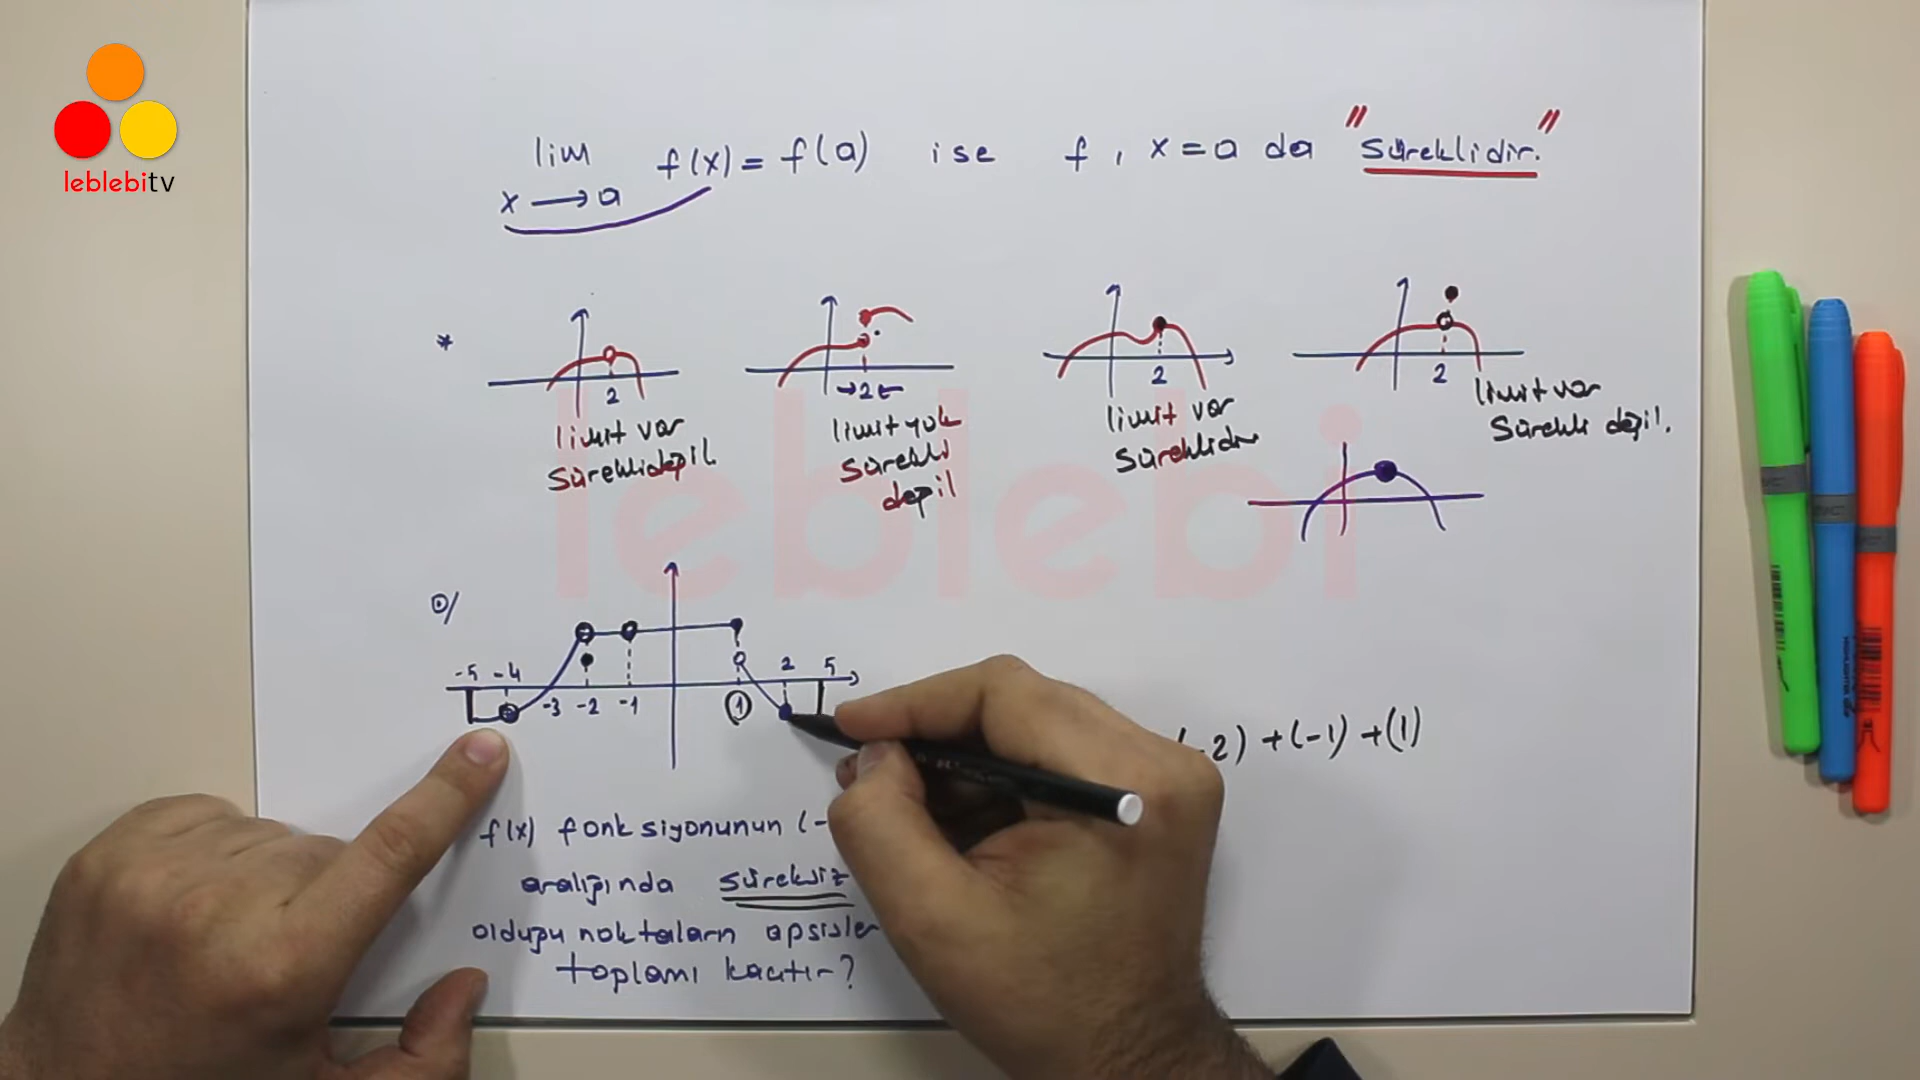 leblebitv
lim f(x) = f(a) ise f, x = a da "süreklidir."
x → a
*
2
→2←
2
2
limit var
sürekli değil.
limit yok
sürekli
değil
limit var
süreklidir
limit var
sürekli değil.
leblebi
Ö/
-5 -4 2 5
-3 -2 -1 1
-2) + (-1) + (1)
f(x) fonksiyonunun (-
aralığında süreksiz
olduğu noktaların apsisler
toplamı kaçtır?